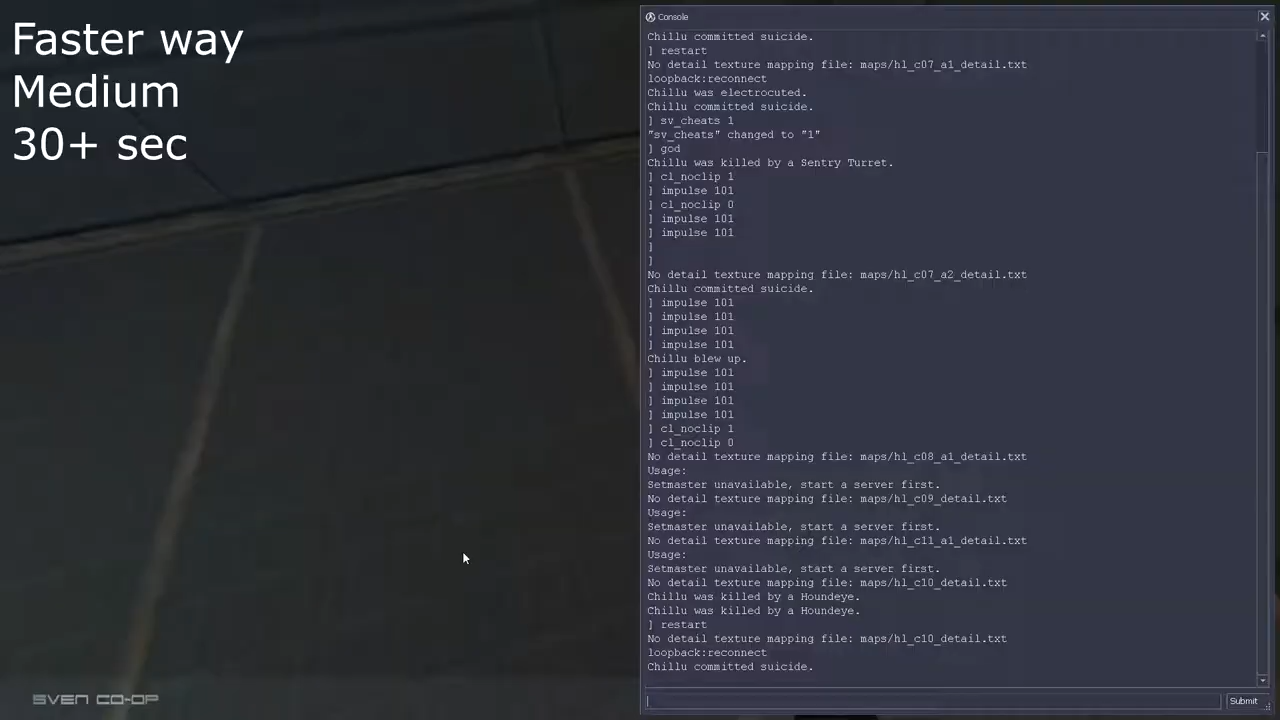 Faster way
Medium
30+ sec
Console
Chillu committed suicide.
] restart
No detail texture mapping file: maps/hl_c07_a1_detail.txt
loopback:reconnect
Chillu was electrocuted.
Chillu committed suicide.
] sv_cheats 1
"sv_cheats" changed to "1"
] god
Chillu was killed by a Sentry Turret.
] cl_noclip 1
] impulse 101
] cl_noclip 0
] impulse 101
] impulse 101
]
]
No detail texture mapping file: maps/hl_c07_a2_detail.txt
Chillu committed suicide.
] impulse 101
] impulse 101
] impulse 101
] impulse 101
Chillu blew up.
] impulse 101
] impulse 101
] impulse 101
] impulse 101
] cl_noclip 1
] cl_noclip 0
No detail texture mapping file: maps/hl_c08_a1_detail.txt
Usage:
Setmaster unavailable, start a server first.
No detail texture mapping file: maps/hl_c09_detail.txt
Usage:
Setmaster unavailable, start a server first.
No detail texture mapping file: maps/hl_c11_a1_detail.txt
Usage:
Setmaster unavailable, start a server first.
No detail texture mapping file: maps/hl_c10_detail.txt
Chillu was killed by a Houndeye.
Chillu was killed by a Houndeye.
] restart
No detail texture mapping file: maps/hl_c10_detail.txt
loopback:reconnect
Chillu committed suicide.
Submit
SVEN CO-OP